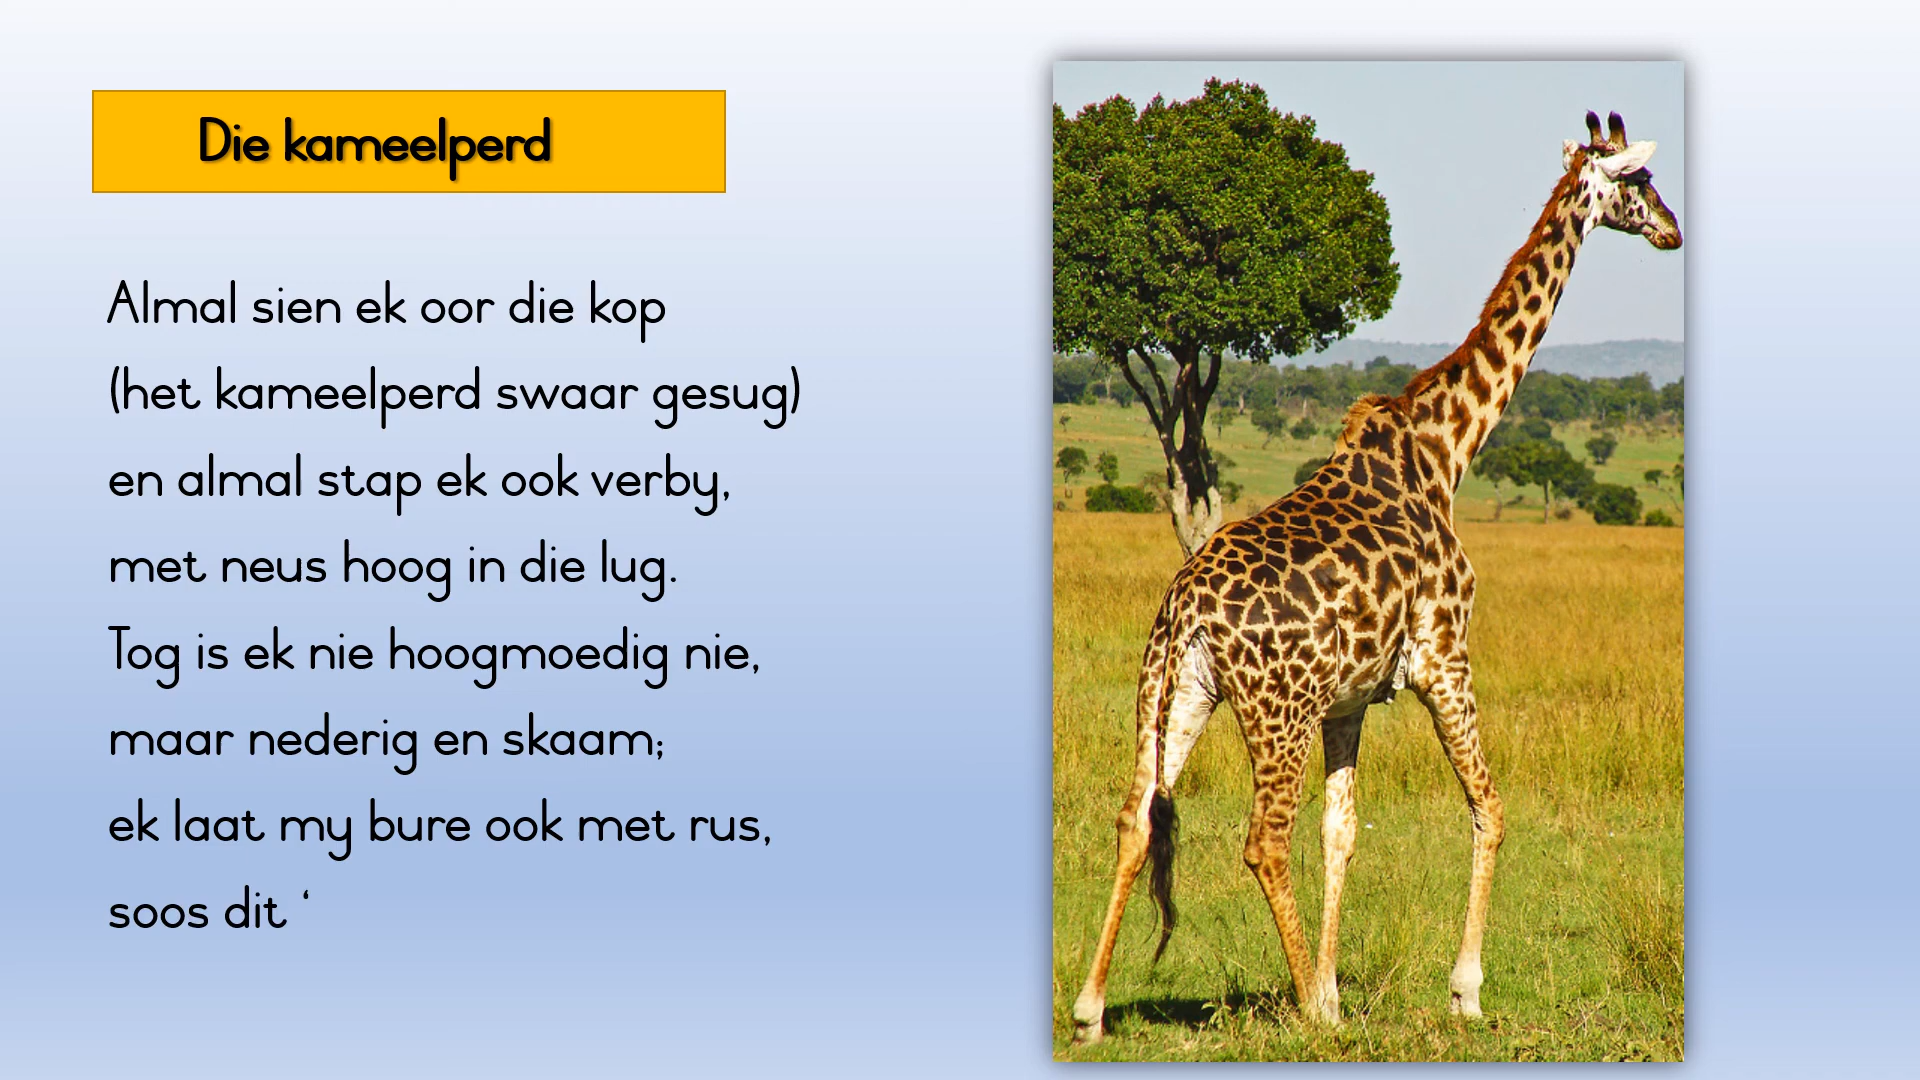 Die kameelperd
Almal sien ek oor die kop
(het kameelperd swaar gesug)
en almal stap ek ook verby,
met neus hoog in die lug.
Tog is ek nie hoogmoedig nie,
maar nederig en skaam;
ek laat my bure ook met rus,
soos dit ‘